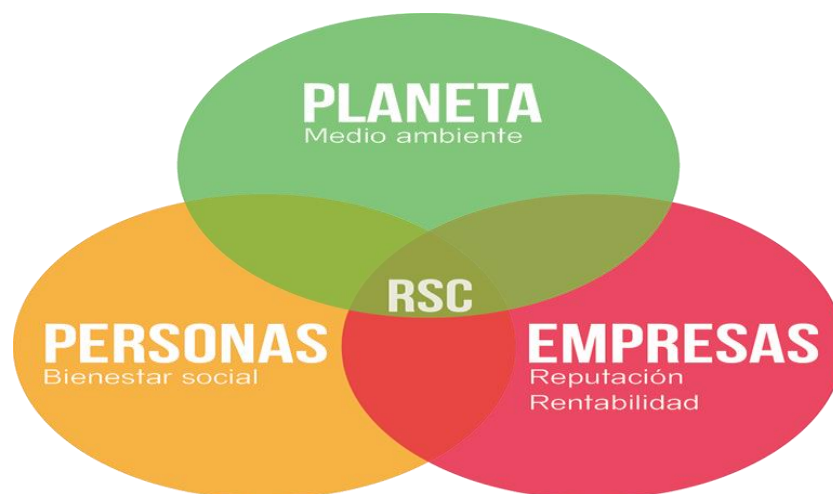 PLANETA
Medio ambiente
RSC
PERSONAS
Bienestar social
EMPRESAS
Reputación
Rentabilidad